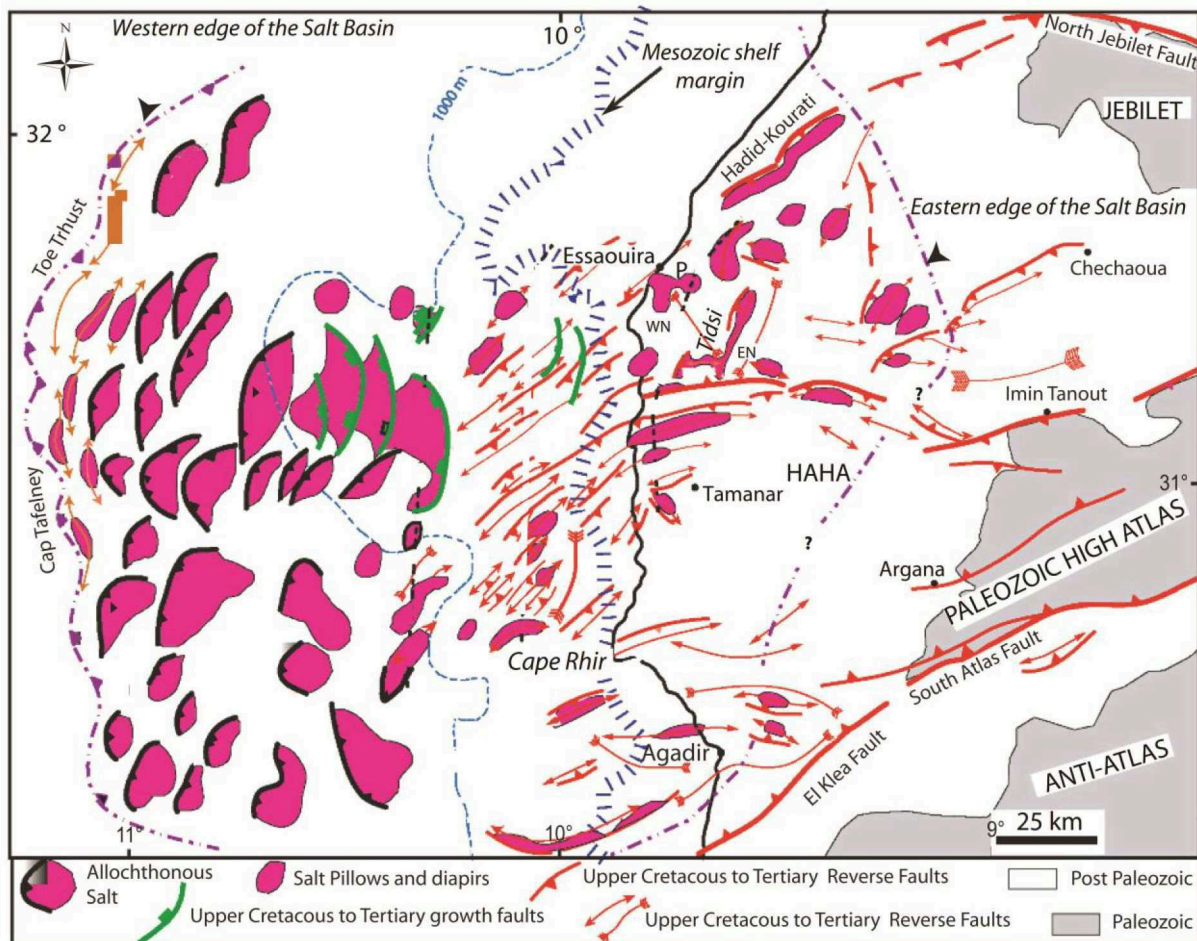 Western edge of the Salt Basin
10 °
N
Mesozoic shelf
margin
North Jebilet Fault
1000 m
32 °
JEBILET
Hadid-Kourati
Toe Trhust
Eastern edge of the Salt Basin
Essaouira
Chechaoua
P
WN
Tidsi
EN
?
Imin Tanout
HAHA
31°
Tamanar
Cap Tafelney
?
Argana
PALEOZOIC HIGH ATLAS
Cape Rhir
South Atlas Fault
Agadir
El Klea Fault
ANTI-ATLAS
11°
10°
9°
25 km
Allochthonous
Salt
Salt Pillows and diapirs
Upper Cretacous to Tertiary Reverse Faults
Post Paleozoic
Upper Cretacous to Tertiary growth faults
Upper Cretacous to Tertiary Reverse Faults
Paleozoic